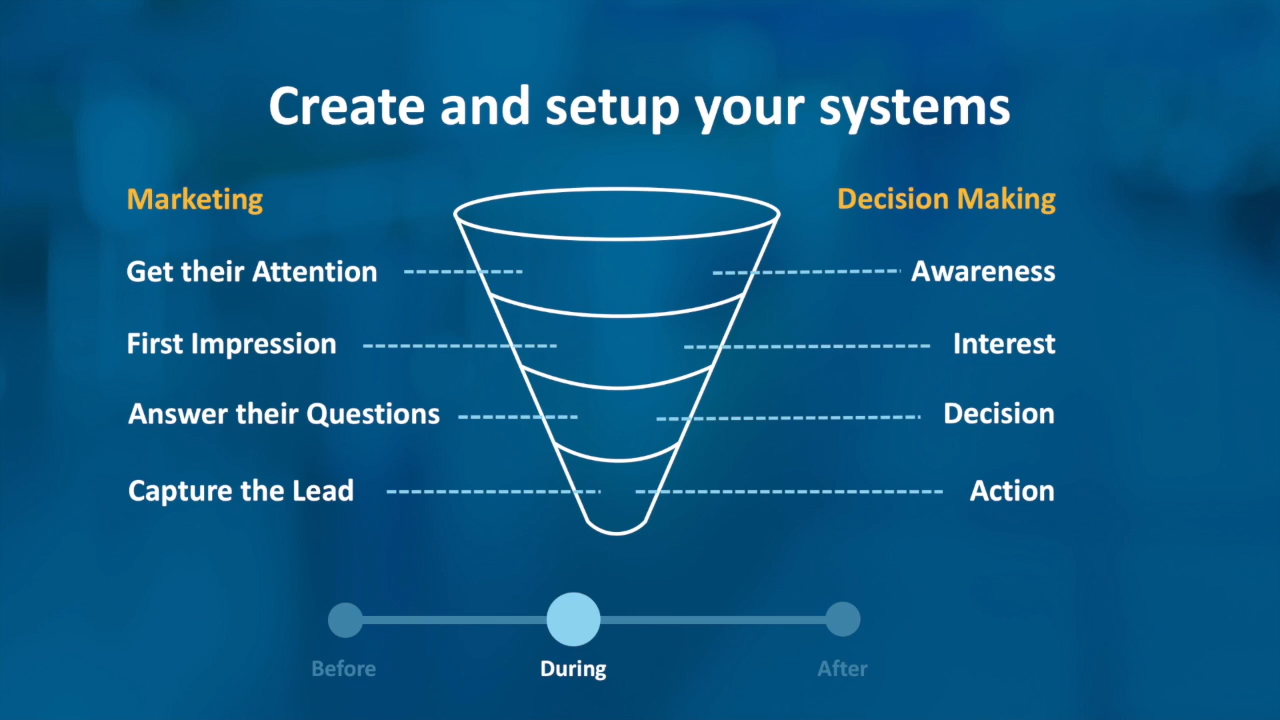 Create and setup your systems
Marketing
Decision Making
Get their Attention
Awareness
First Impression
Interest
Answer their Questions
Decision
Capture the Lead
Action
Before
During
After